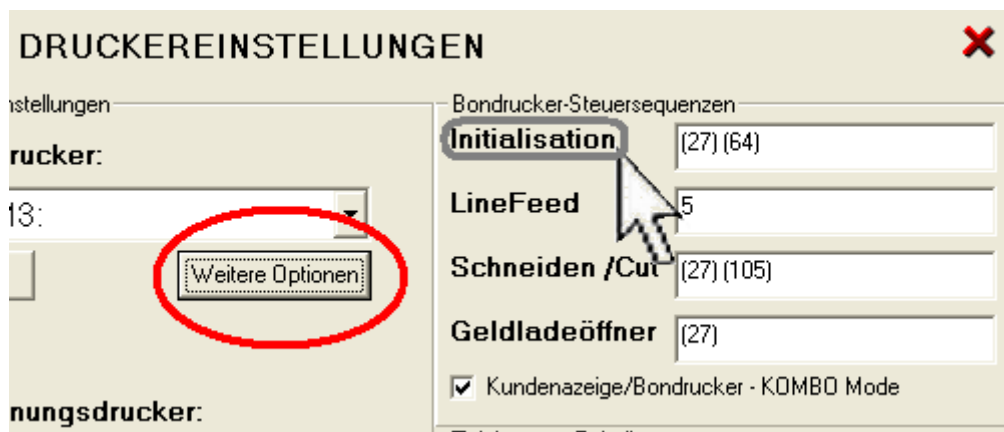 DRUCKEREINSTELLUNGEN
nstellungen
rucker:
13:
Weitere Optionen
nungsdrucker:
Bondrucker-Steuersequenzen
Initialisation
(27) (64)
LineFeed
5
Schneiden /Cut
(27) (105)
Geldladeöffner
(27)
Kundenazeige/Bondrucker - KOMBO Mode